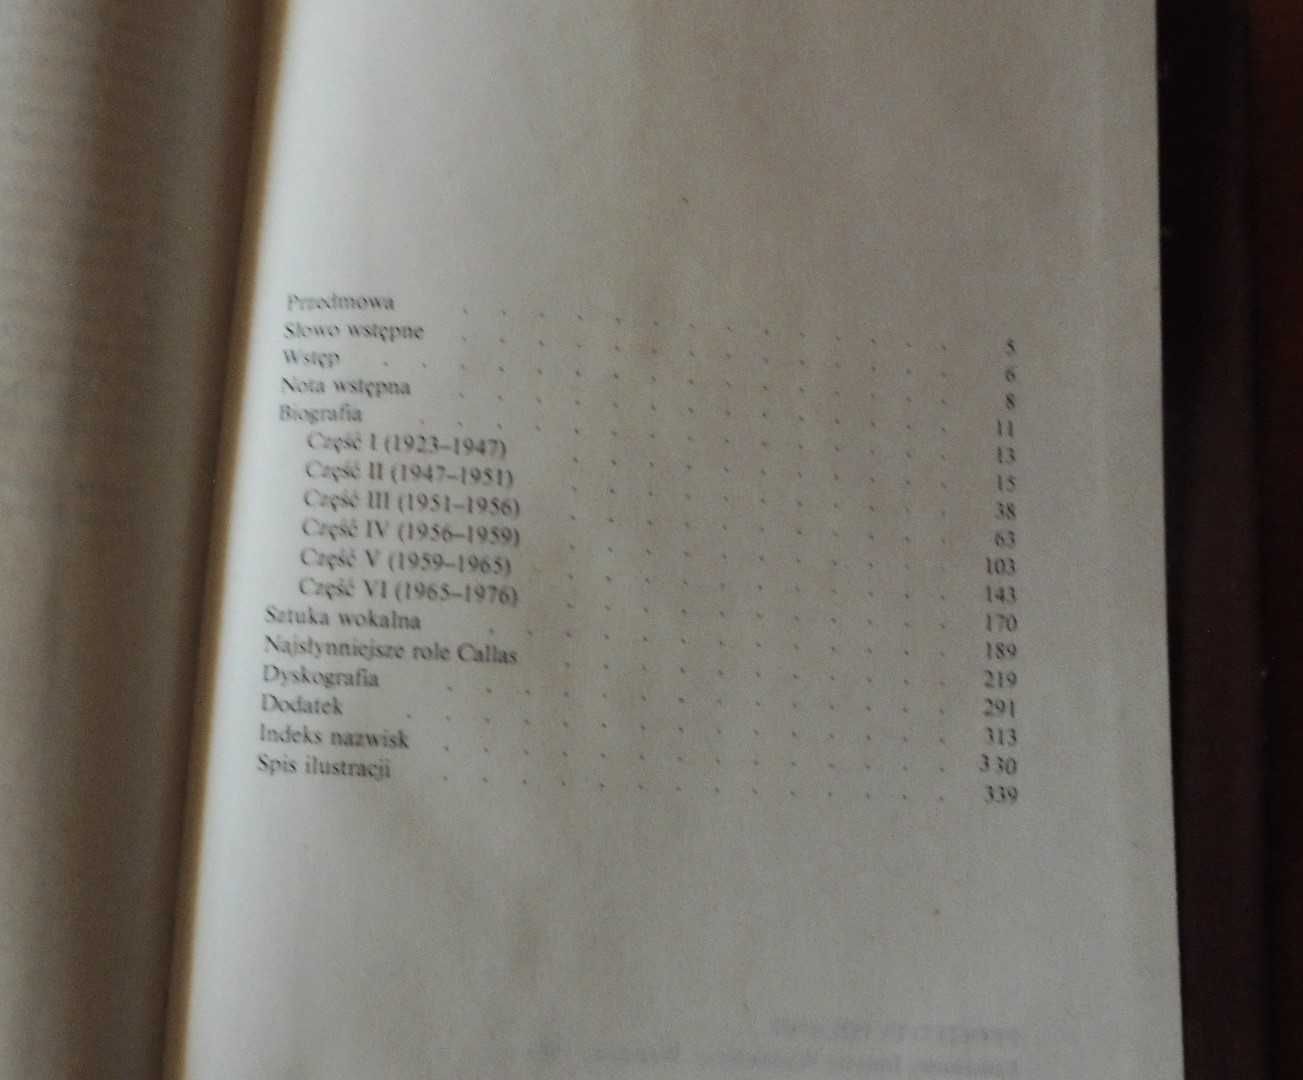 Przedmowa 5
Słowo wstępne 6
Wstęp 8
Nota wstępna 11
Biografia 13
Część I (1923–1947) 15
Część II (1947–1951) 38
Część III (1951–1956) 63
Część IV (1956–1959) 103
Część V (1959–1965) 143
Część VI (1965–1976) 170
Sztuka wokalna 189
Najsłynniejsze role Callas 219
Dyskografia 291
Dodatek 313
Indeks nazwisk 330
Spis ilustracji 339